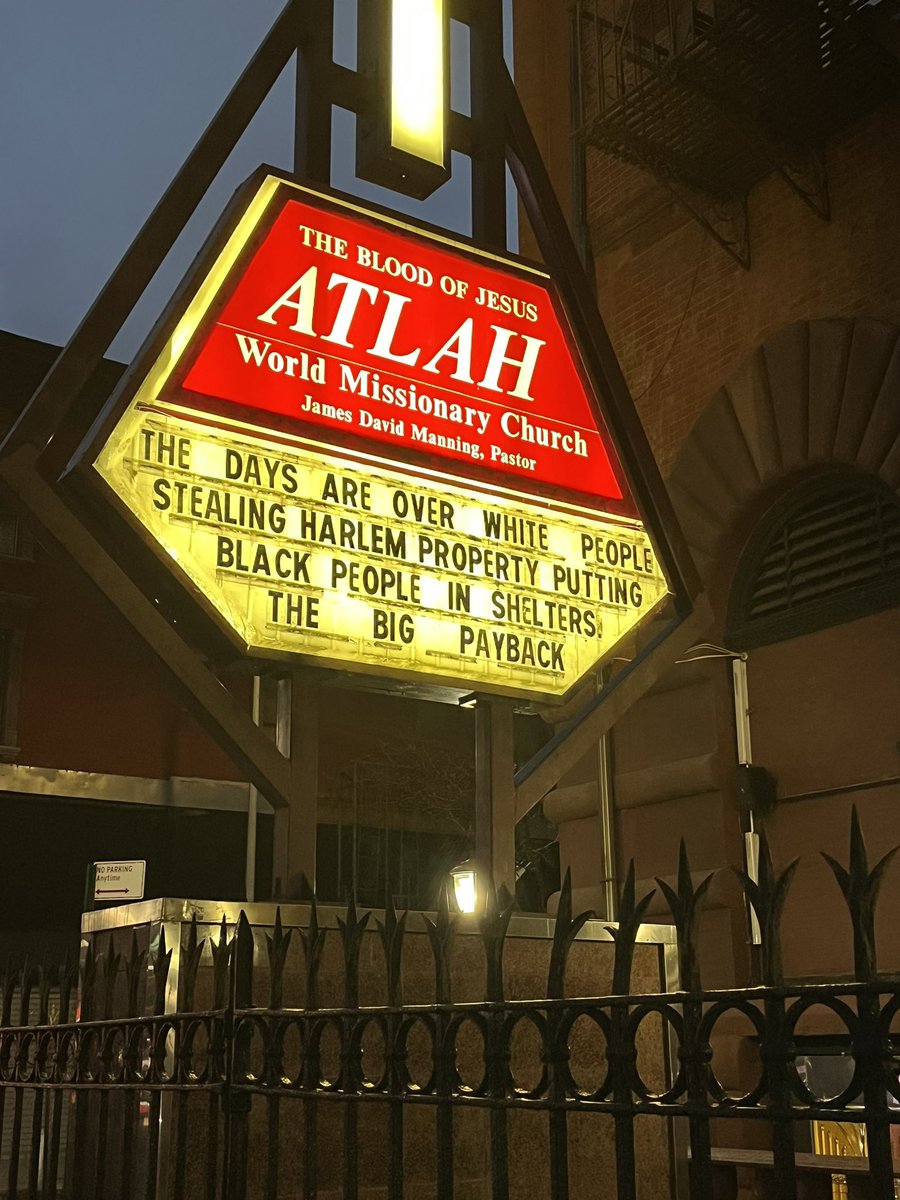 THE BLOOD OF JESUS
ATLAH
World Missionary Church
James David Manning, Pastor
THE DAYS ARE OVER WHITE PEOPLE
STEALING HARLEM PROPERTY PUTTING
BLACK PEOPLE IN SHELTERS.
THE BIG PAYBACK
NO PARKING
Anytime